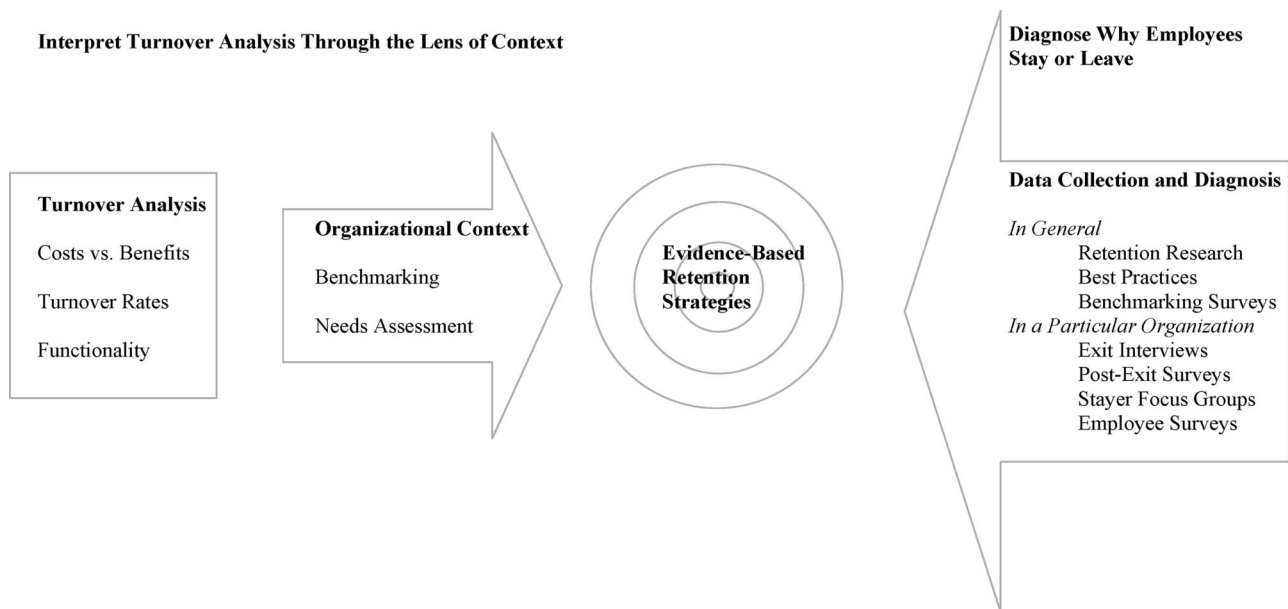 Interpret Turnover Analysis Through the Lens of Context
Turnover Analysis
Costs vs. Benefits
Turnover Rates
Functionality
Organizational Context
Benchmarking
Needs Assessment
Evidence-Based
Retention
Strategies
Diagnose Why Employees
Stay or Leave
Data Collection and Diagnosis
In General
Retention Research
Best Practices
Benchmarking Surveys
In a Particular Organization
Exit Interviews
Post-Exit Surveys
Stayer Focus Groups
Employee Surveys